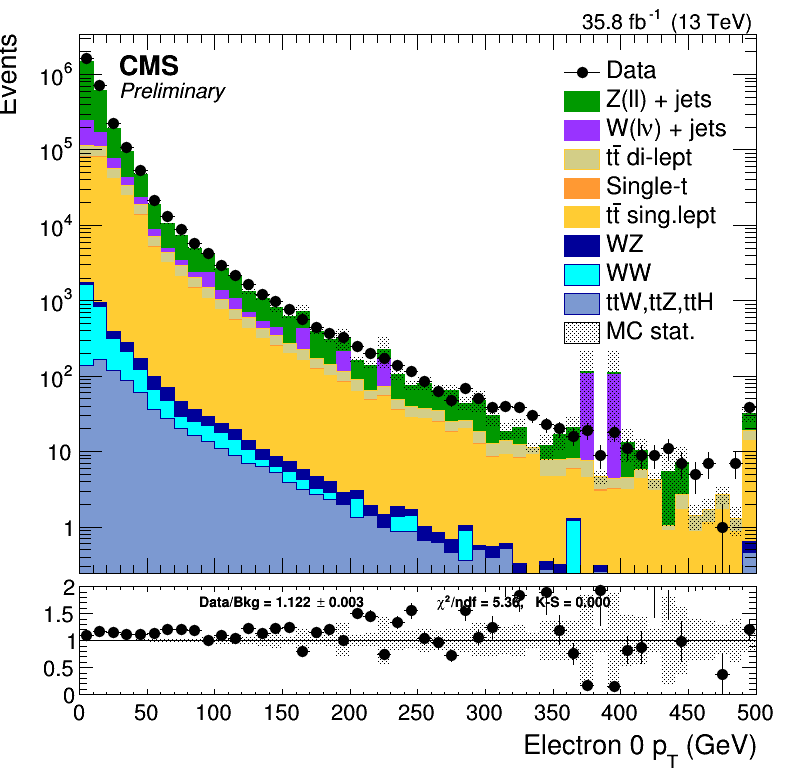 35.8 fb⁻¹ (13 TeV)
Events
CMS
Preliminary
Data
Z(ll) + jets
W(lν) + jets
tt̄ di-lept
Single-t
tt̄ sing.lept
WZ
WW
ttW,ttZ,ttH
MC stat.
10⁶
10⁵
10⁴
10³
10²
10
1
Data/Bkg = 1.122 ± 0.003 χ²/ndf = 5.36, K-S = 0.000
2
1.5
1
0.5
0
0 50 100 150 200 250 300 350 400 450 500
Electron 0 p_T (GeV)